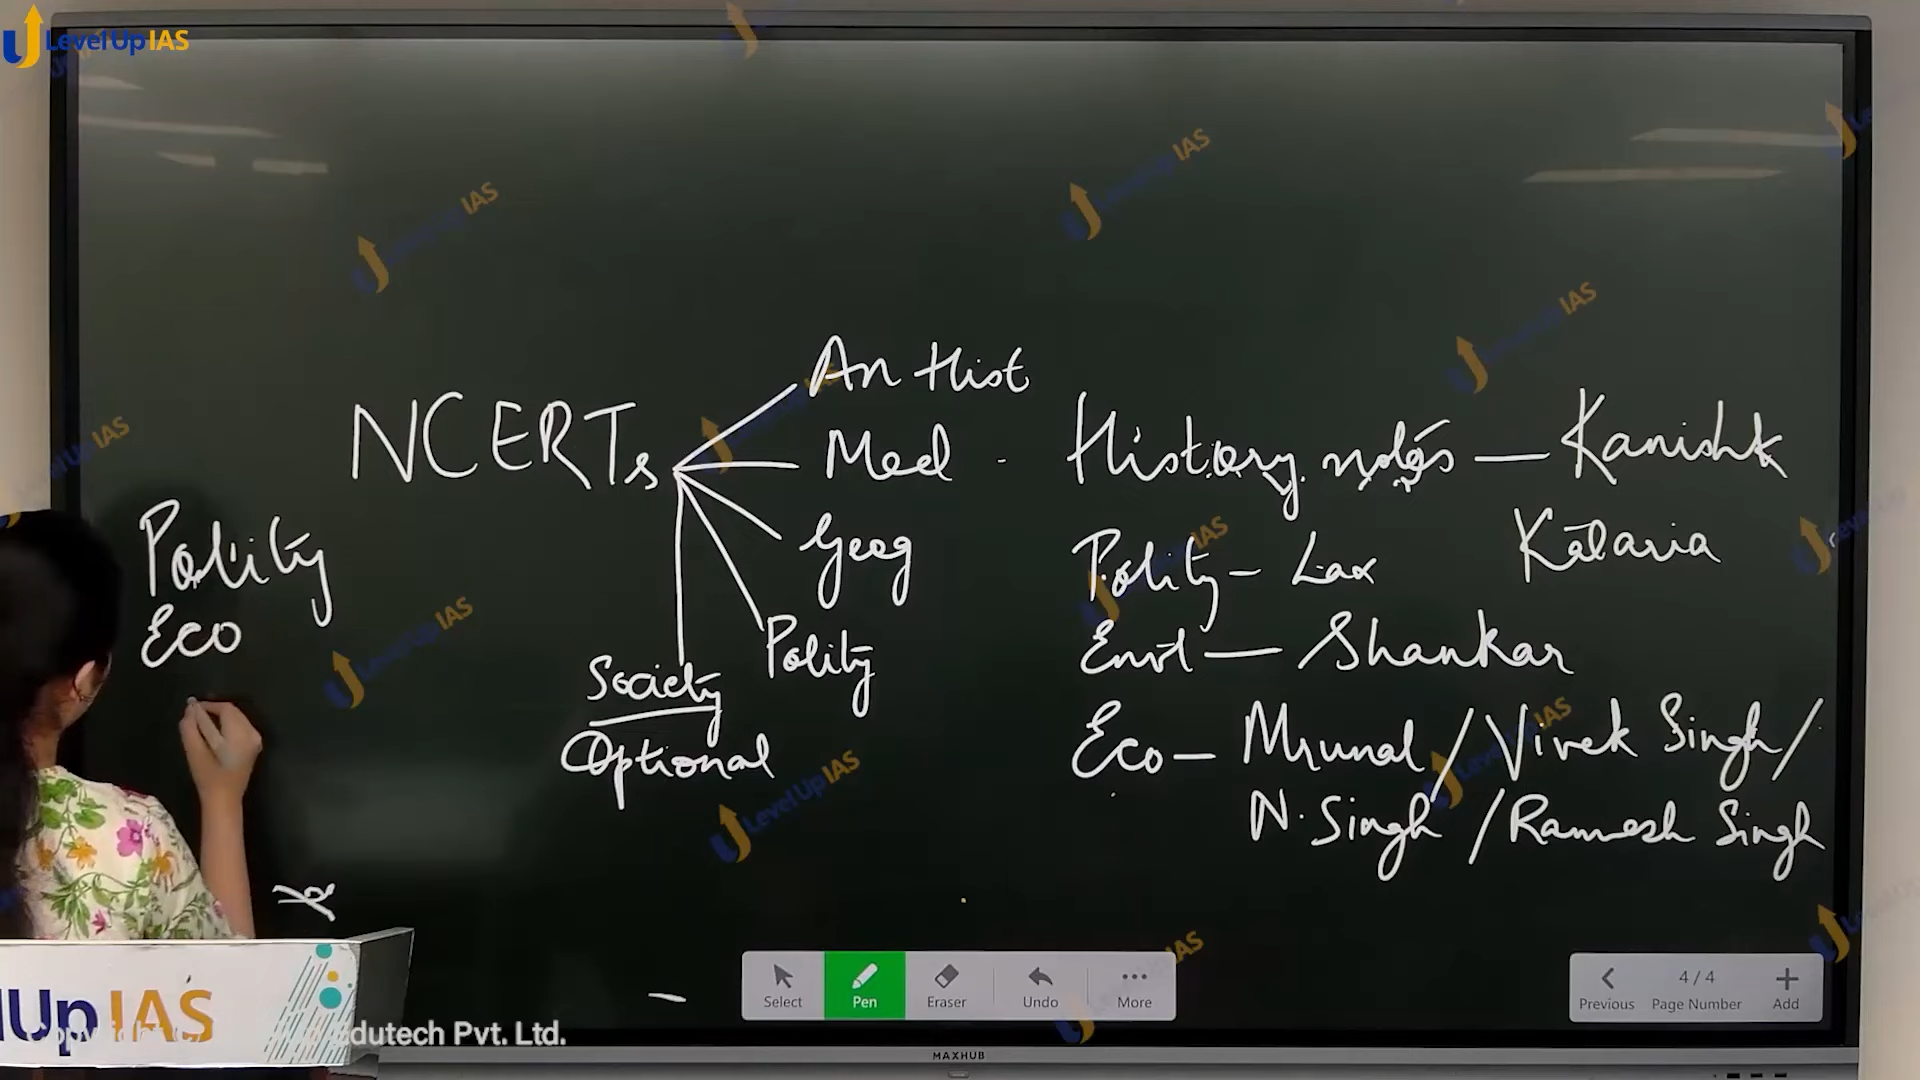 LevelUp IAS
NCERTs
An Hist
Med
Geog
Polity
Society
Optional
Polity
Eco
History notes — Kanishk
Kataria
Polity — Lax
Envt — Shankar
Eco — Mrunal / Vivek Singh /
N. Singh / Ramesh Singh
Select
Pen
Eraser
Undo
More
Previous
4 / 4
Page Number
Add
lUp IAS
Edutech Pvt. Ltd.
MAXHUB